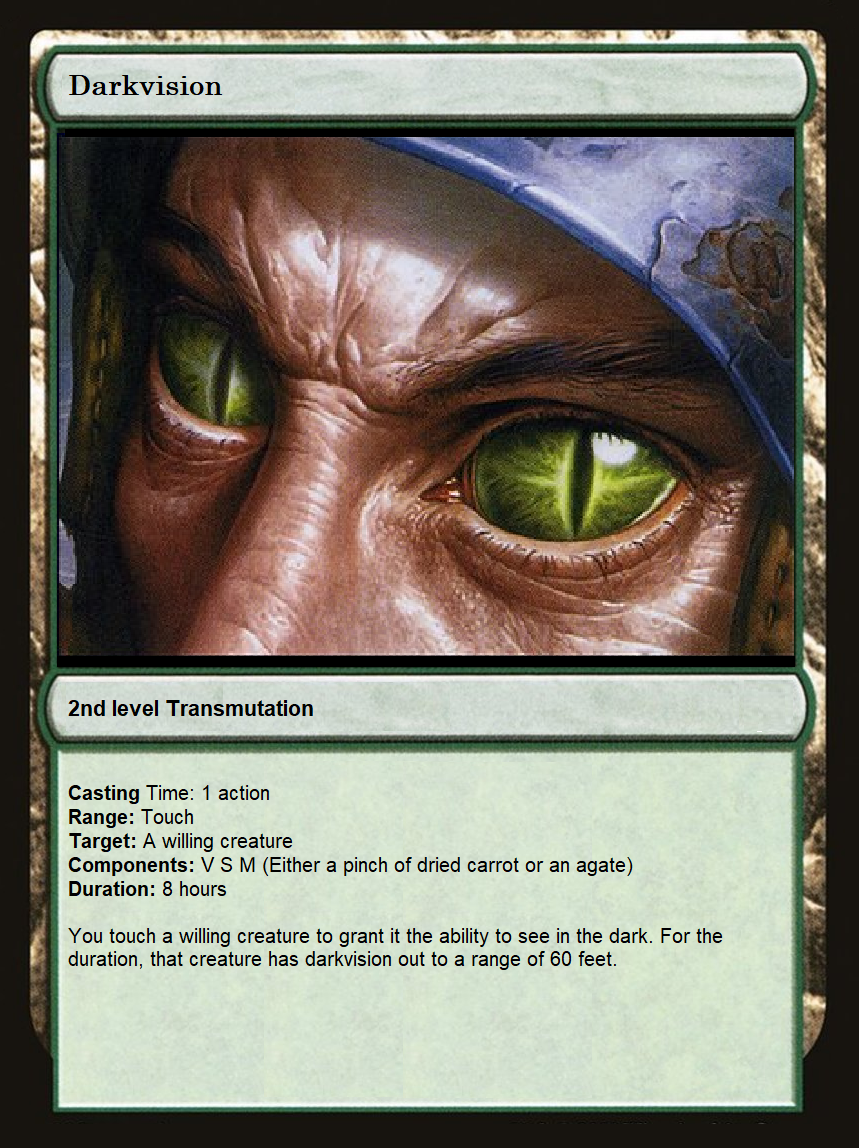 Darkvision
2nd level Transmutation
Casting Time: 1 action
Range: Touch
Target: A willing creature
Components: V S M (Either a pinch of dried carrot or an agate)
Duration: 8 hours
You touch a willing creature to grant it the ability to see in the dark. For the
duration, that creature has darkvision out to a range of 60 feet.